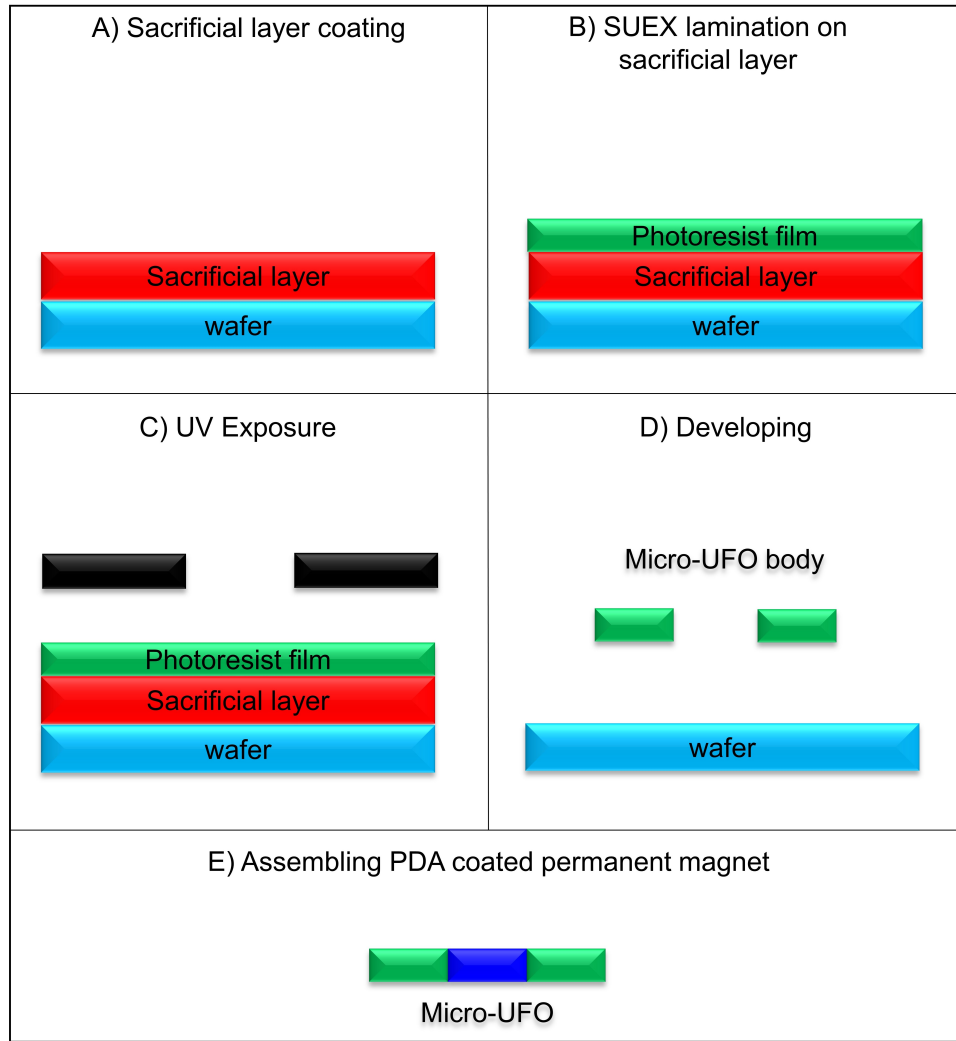 A) Sacrificial layer coating
Sacrificial layer
wafer
B) SUEX lamination on
sacrificial layer
Photoresist film
Sacrificial layer
wafer
C) UV Exposure
Photoresist film
Sacrificial layer
wafer
D) Developing
Micro-UFO body
wafer
E) Assembling PDA coated permanent magnet
Micro-UFO